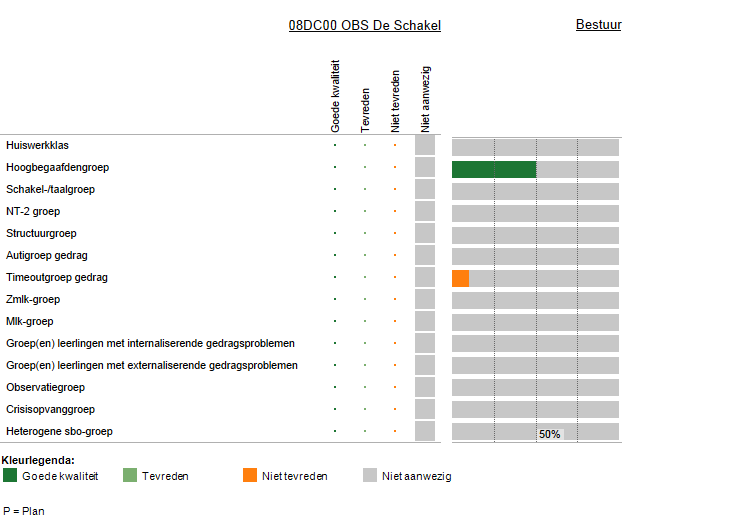 08DC00 OBS De Schakel
Bestuur
Goede kwaliteit
Tevreden
Niet tevreden
Niet aanwezig
Huiswerkklas
Hoogbegaafdengroep
Schakel-/taalgroep
NT-2 groep
Structuurgroep
Autigroep gedrag
Timeoutgroep gedrag
Zmlk-groep
Mlk-groep
Groep(en) leerlingen met internaliserende gedragsproblemen
Groep(en) leerlingen met externaliserende gedragsproblemen
Observatiegroep
Crisisopvanggroep
Heterogene sbo-groep
50%
Kleurlegenda:
Goede kwaliteit Tevreden Niet tevreden Niet aanwezig
P = Plan